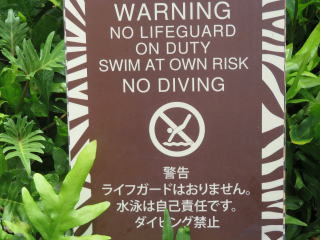 WARNING
NO LIFEGUARD
ON DUTY
SWIM AT OWN RISK
NO DIVING
警告
ライフガードはおりません。
水泳は自己責任です。
ダイビング禁止